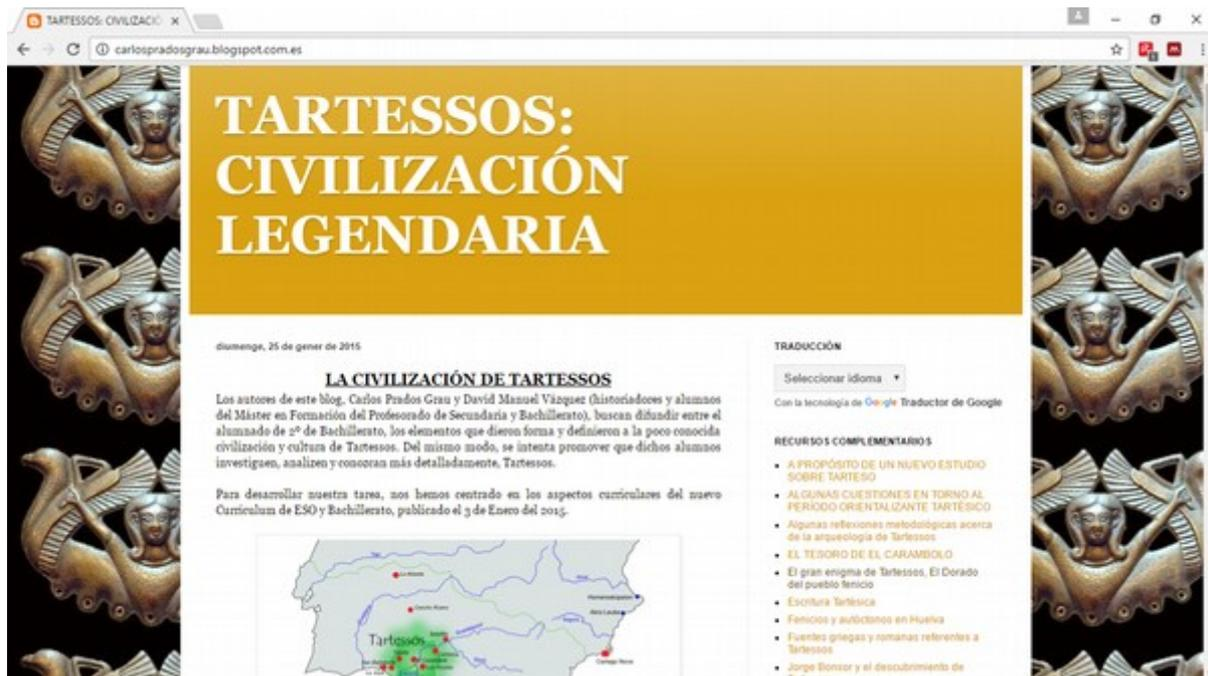 TARTESSOS: CIVILIZACIÓ
carlospradosgrau.blogspot.com.es
TARTESSOS:
CIVILIZACIÓN
LEGENDARIA
diumenge, 25 de gener de 2015
LA CIVILIZACIÓN DE TARTESSOS
Los autores de este blog, Carlos Prados Grau y David Manuel Vázquez (historiadores y alumnos
del Máster en Formación del Profesorado de Secundaria y Bachillerato), buscan difundir entre el
alumnado de 2º de Bachillerato, los elementos que dieron forma y definieron a la poco conocida
civilización y cultura de Tartessos. Del mismo modo, se intenta promover que dichos alumnos
investiguen, analizen y conozcan más detalladamente, Tartessos.
Para desarrollar nuestra tarea, nos hemos centrado en los aspectos curriculares del nuevo
Curriculum de ESO y Bachillerato, publicado el 3 de Enero del 2015.
Tartessos
Cartago Nova
TRADUCCIÓN
Seleccionar idioma
Con la tecnología de Google Traductor de Google
RECURSOS COMPLEMENTARIOS
A PROPÓSITO DE UN NUEVO ESTUDIO
SOBRE TARTESO
ALGUNAS CUESTIONES EN TORNO AL
PERÍODO ORIENTALIZANTE TARTÉSICO
Algunas reflexiones metodológicas acerca
de la arqueología de Tartessos
EL TESORO DE EL CARAMBOLO
El gran enigma de Tartessos, El Dorado
del pueblo fenicio
Escritura Tartésica
Fenicios y autóctonos en Huelva
Fuentes griegas y romanas referentes a
Tartessos
Jorge Bonsor y el descubrimiento de